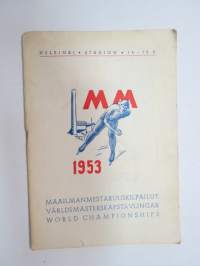 HELSINKI • STADION • 14-15.2
MM
1953
MAAILMANMESTARUUSKILPAILUT
VÄRLDSMÄSTERSKAPSTÄVLINGAR
WORLD CHAMPIONSHIPS